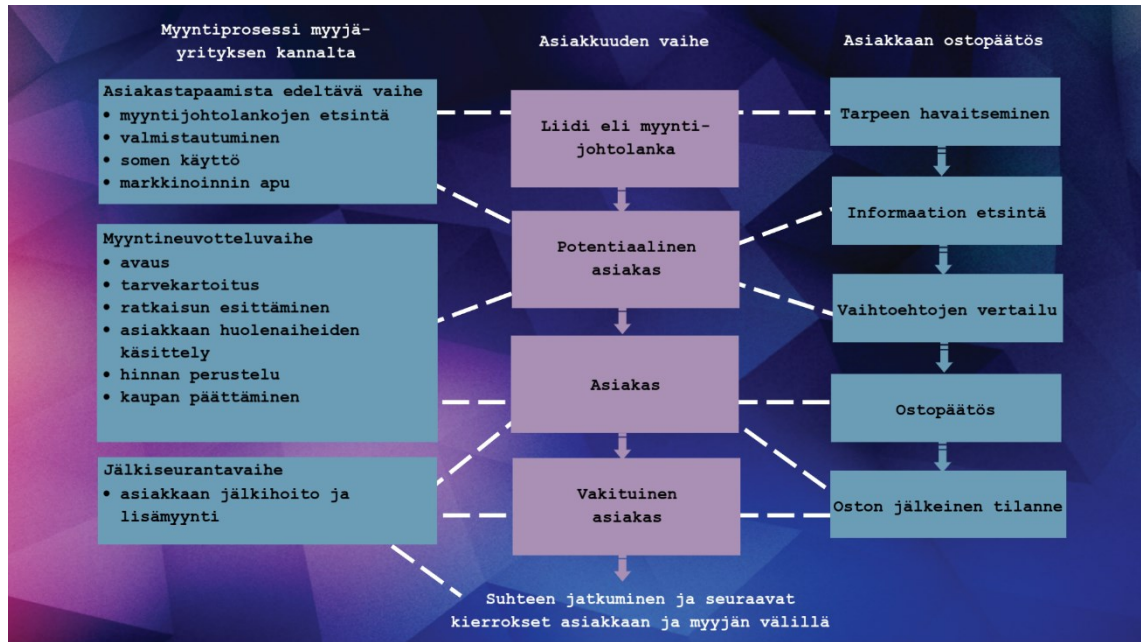 Myyntiprosessi myyjä-
yrityksen kannalta
Asiakastapaamista edeltävä vaihe
• myyntijohtolankojen etsintä
• valmistautuminen
• somen käyttö
• markkinoinnin apu
Myyntineuvotteluvaihe
• avaus
• tarvekartoitus
• ratkaisun esittäminen
• asiakkaan huolenaiheiden
käsittely
• hinnan perustelu
• kaupan päättäminen
Jälkiseurantavaihe
• asiakkaan jälkihoito ja
lisämyynti
Asiakkuuden vaihe
Liidi eli myynti-
johtolanka
Potentiaalinen
asiakas
Asiakas
Vakituinen
asiakas
Suhteen jatkuminen ja seuraavat
kierrokset asiakkaan ja myyjän välillä
Asiakkaan ostopäätös
Tarpeen havaitseminen
Informaation etsintä
Vaihtoehtojen vertailu
Ostopäätös
Oston jälkeinen tilanne